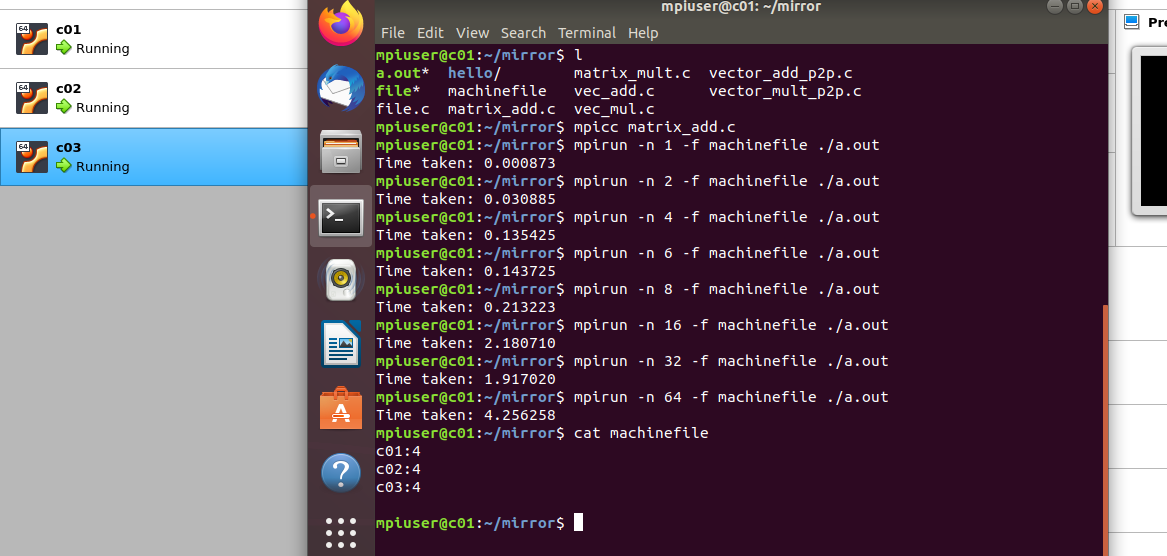 c01
Running
c02
Running
c03
Running
64
64
64
mpiuser@c01: ~/mirror
File Edit View Search Terminal Help
mpiuser@c01:~/mirror$ l
a.out* hello/ matrix_mult.c vector_add_p2p.c
file* machinefile vec_add.c vector_mult_p2p.c
file.c matrix_add.c vec_mul.c
mpiuser@c01:~/mirror$ mpicc matrix_add.c
mpiuser@c01:~/mirror$ mpirun -n 1 -f machinefile ./a.out
Time taken: 0.000873
mpiuser@c01:~/mirror$ mpirun -n 2 -f machinefile ./a.out
Time taken: 0.030885
mpiuser@c01:~/mirror$ mpirun -n 4 -f machinefile ./a.out
Time taken: 0.135425
mpiuser@c01:~/mirror$ mpirun -n 6 -f machinefile ./a.out
Time taken: 0.143725
mpiuser@c01:~/mirror$ mpirun -n 8 -f machinefile ./a.out
Time taken: 0.213223
mpiuser@c01:~/mirror$ mpirun -n 16 -f machinefile ./a.out
Time taken: 2.180710
mpiuser@c01:~/mirror$ mpirun -n 32 -f machinefile ./a.out
Time taken: 1.917020
mpiuser@c01:~/mirror$ mpirun -n 64 -f machinefile ./a.out
Time taken: 4.256258
mpiuser@c01:~/mirror$ cat machinefile
c01:4
c02:4
c03:4
mpiuser@c01:~/mirror$